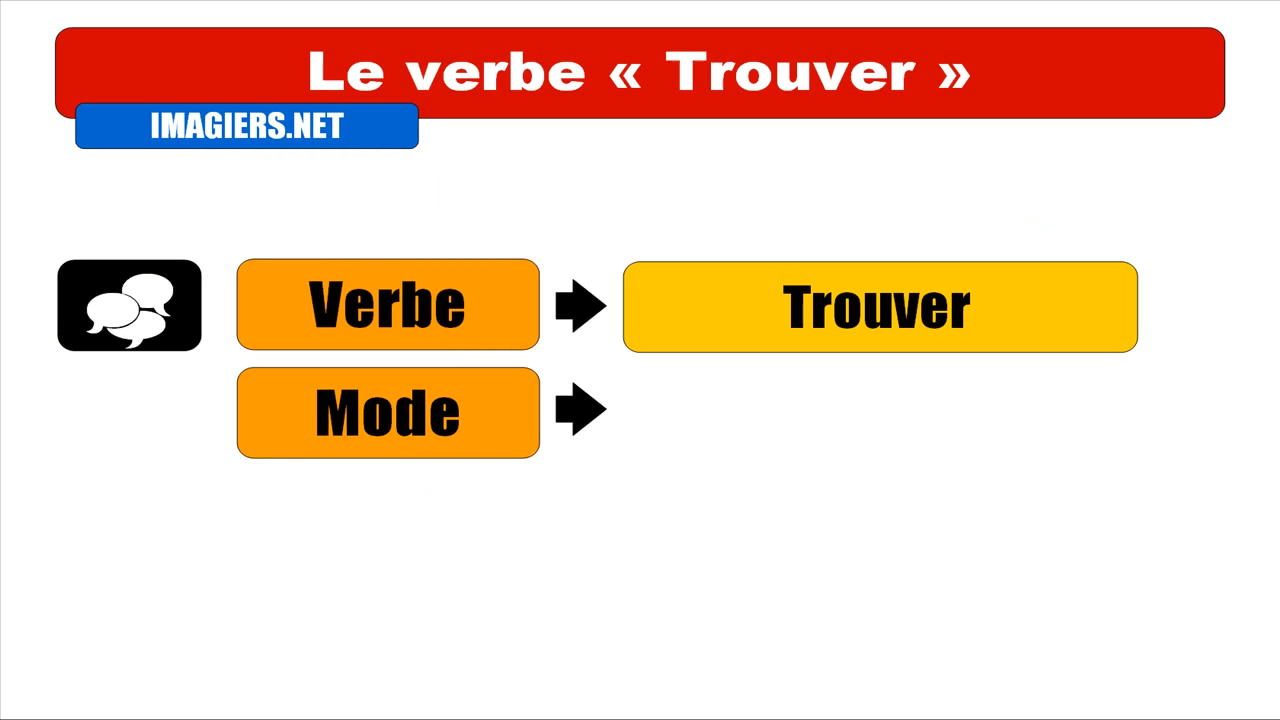 Le verbe « Trouver »
IMAGIERS.NET
Verbe
Trouver
Mode